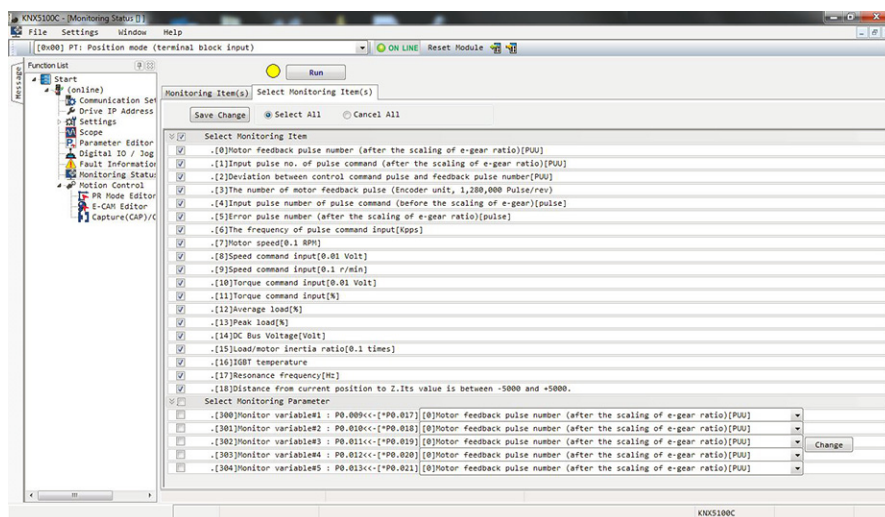 KNX5100C - [Monitoring Status []]
File Settings Window Help
[0x00] PT: Position mode (terminal block input) ON LINE Reset Module
Message
Function List
Start
(online)
Communication Set
Drive IP Address
Settings
Scope
Parameter Editor
Digital IO / Jog
Fault Information
Monitoring Status
Motion Control
PR Mode Editor
E-CAM Editor
Capture(CAP)/C
Run
Monitoring Item(s) Select Monitoring Item(s)
Save Change Select All Cancel All
Select Monitoring Item
.[0]Motor feedback pulse number (after the scaling of e-gear ratio)[PUU]
.[1]Input pulse no. of pulse command (after the scaling of e-gear ratio)[PUU]
.[2]Deviation between control command pulse and feedback pulse number[PUU]
.[3]The number of motor feedback pulse (Encoder unit, 1,280,000 Pulse/rev)
.[4]Input pulse number of pulse command (before the scaling of e-gear)[pulse]
.[5]Error pulse number (after the scaling of e-gear ratio)[pulse]
.[6]The frequency of pulse command input[Kpps]
.[7]Motor speed[0.1 RPM]
.[8]Speed command input[0.01 Volt]
.[9]Speed command input[0.1 r/min]
.[10]Torque command input[0.01 Volt]
.[11]Torque command input[%]
.[12]Average load[%]
.[13]Peak load[%]
.[14]DC Bus Voltage[Volt]
.[15]Load/motor inertia ratio[0.1 times]
.[16]IGBT temperature
.[17]Resonance frequency[Hz]
.[18]Distance from current position to Z.Its value is between -5000 and +5000.
Select Monitoring Parameter
.[300]Monitor variable#1 : P0.009<<-[*P0.017] [0]Motor feedback pulse number (after the scaling of e-gear ratio)[PUU]
.[301]Monitor variable#2 : P0.010<<-[*P0.018] [0]Motor feedback pulse number (after the scaling of e-gear ratio)[PUU]
.[302]Monitor variable#3 : P0.011<<-[*P0.019] [0]Motor feedback pulse number (after the scaling of e-gear ratio)[PUU] Change
.[303]Monitor variable#4 : P0.012<<-[*P0.020] [0]Motor feedback pulse number (after the scaling of e-gear ratio)[PUU]
.[304]Monitor variable#5 : P0.013<<-[*P0.021] [0]Motor feedback pulse number (after the scaling of e-gear ratio)[PUU]
KNX5100C